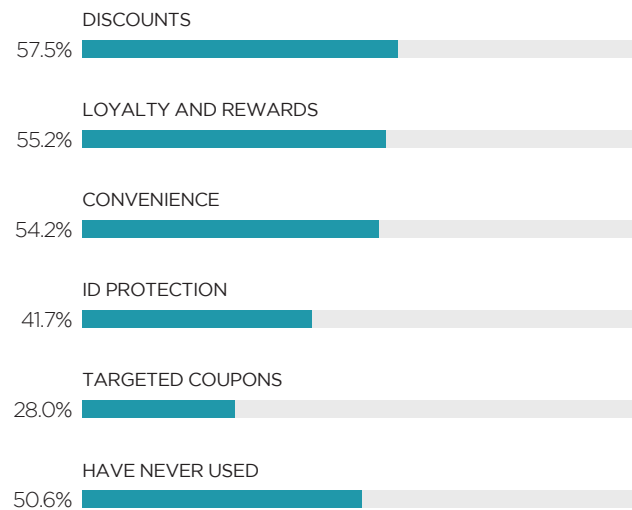 DISCOUNTS
57.5%
LOYALTY AND REWARDS
55.2%
CONVENIENCE
54.2%
ID PROTECTION
41.7%
TARGETED COUPONS
28.0%
HAVE NEVER USED
50.6%